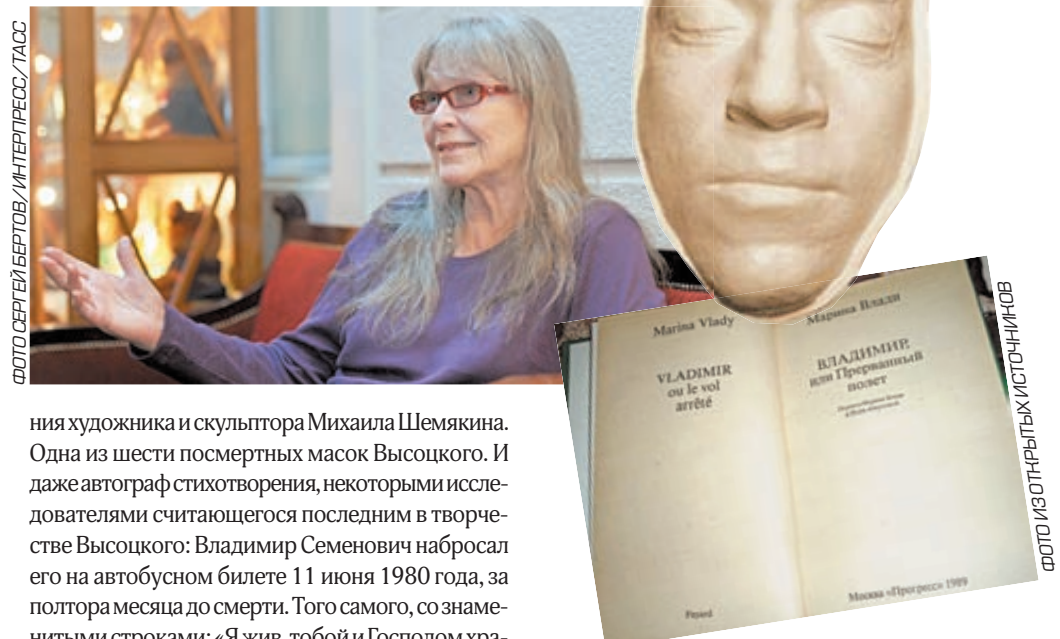 ФОТО СЕРГЕЙ БЕРТОВ/ИНТЕРПРЕСС/ТАСС
ния художника и скульптора Михаила Шемякина.
Одна из шести посмертных масок Высоцкого. И
даже автограф стихотворения, некоторыми иссле-
дователями считающегося последним в творче-
стве Высоцкого: Владимир Семенович набросал
его на автобусном билете 11 июня 1980 года, за
полтора месяца до смерти. Того самого, со знаме-
нитыми строками: «Я жив, тобой и Господом хра-
Marina Vlady
VLADIMIR
ou le vol
arrêté
Fayard
Марина Влади
ВЛАДИМИР,
или Прерванный
полет
Москва «Прогресс» 1989
ФОТО ИЗ ОТКРЫТЫХ ИСТОЧНИКОВ